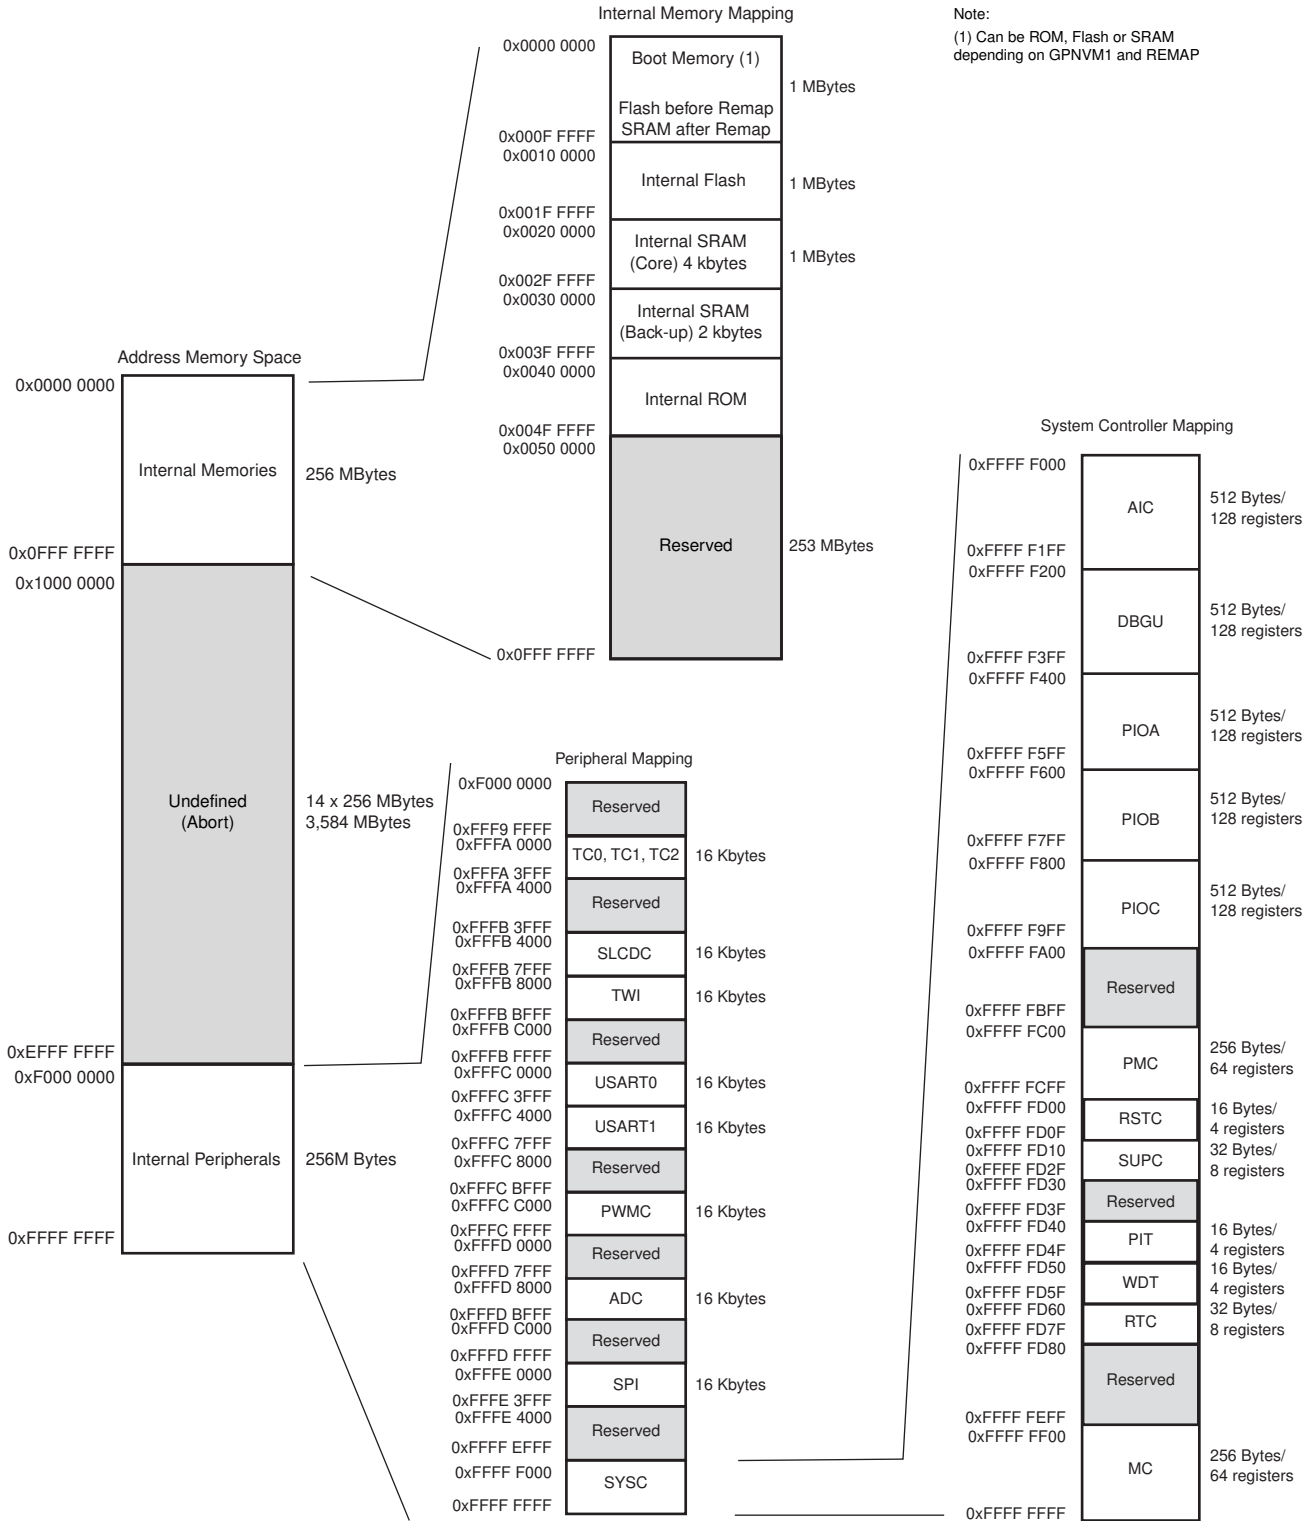 Internal Memory Mapping
Note:
(1) Can be ROM, Flash or SRAM
depending on GPNVM1 and REMAP
0x0000 0000
Boot Memory (1)
1 MBytes
Flash before Remap
SRAM after Remap
0x000F FFFF
0x0010 0000
Internal Flash
1 MBytes
0x001F FFFF
0x0020 0000
Internal SRAM
(Core) 4 kbytes
1 MBytes
0x002F FFFF
0x0030 0000
Internal SRAM
(Back-up) 2 kbytes
0x003F FFFF
0x0040 0000
Internal ROM
0x004F FFFF
0x0050 0000
Reserved
253 MBytes
0x0FFF FFFF
Address Memory Space
0x0000 0000
Internal Memories
256 MBytes
0x0FFF FFFF
0x1000 0000
Undefined
(Abort)
14 x 256 MBytes
3,584 MBytes
0xEFFF FFFF
0xF000 0000
Internal Peripherals
256M Bytes
0xFFFF FFFF
Peripheral Mapping
0xF000 0000
Reserved
0xFFF9 FFFF
0xFFFA 0000
TC0, TC1, TC2
16 Kbytes
0xFFFA 3FFF
0xFFFA 4000
Reserved
0xFFFB 3FFF
0xFFFB 4000
SLCDC
16 Kbytes
0xFFFB 7FFF
0xFFFB 8000
TWI
16 Kbytes
0xFFFB BFFF
0xFFFB C000
Reserved
0xFFFB FFFF
0xFFFC 0000
USART0
16 Kbytes
0xFFFC 3FFF
0xFFFC 4000
USART1
16 Kbytes
0xFFFC 7FFF
0xFFFC 8000
Reserved
0xFFFC BFFF
0xFFFC C000
PWMC
16 Kbytes
0xFFFC FFFF
0xFFFD 0000
Reserved
0xFFFD 7FFF
0xFFFD 8000
ADC
16 Kbytes
0xFFFD BFFF
0xFFFD C000
Reserved
0xFFFD FFFF
0xFFFE 0000
SPI
16 Kbytes
0xFFFE 3FFF
0xFFFE 4000
Reserved
0xFFFF EFFF
0xFFFF F000
SYSC
0xFFFF FFFF
System Controller Mapping
0xFFFF F000
AIC
512 Bytes/
128 registers
0xFFFF F1FF
0xFFFF F200
DBGU
512 Bytes/
128 registers
0xFFFF F3FF
0xFFFF F400
PIOA
512 Bytes/
128 registers
0xFFFF F5FF
0xFFFF F600
PIOB
512 Bytes/
128 registers
0xFFFF F7FF
0xFFFF F800
PIOC
512 Bytes/
128 registers
0xFFFF F9FF
0xFFFF FA00
Reserved
0xFFFF FBFF
0xFFFF FC00
PMC
256 Bytes/
64 registers
0xFFFF FCFF
0xFFFF FD00
RSTC
16 Bytes/
4 registers
0xFFFF FD0F
0xFFFF FD10
SUPC
32 Bytes/
8 registers
0xFFFF FD2F
0xFFFF FD30
Reserved
0xFFFF FD3F
0xFFFF FD40
PIT
16 Bytes/
4 registers
0xFFFF FD4F
0xFFFF FD50
WDT
16 Bytes/
4 registers
0xFFFF FD5F
0xFFFF FD60
RTC
32 Bytes/
8 registers
0xFFFF FD7F
0xFFFF FD80
Reserved
0xFFFF FEFF
0xFFFF FF00
MC
256 Bytes/
64 registers
0xFFFF FFFF